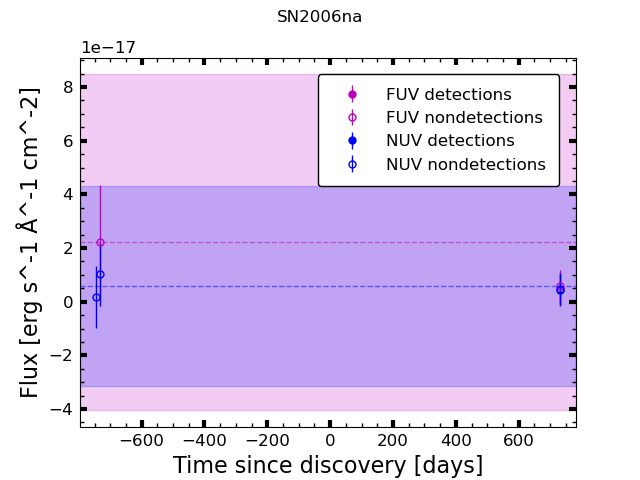 SN2006na
1e−17
8
6
4
2
0
−2
−4
Flux [erg s^-1 Å^-1 cm^-2]
FUV detections
FUV nondetections
NUV detections
NUV nondetections
−600 −400 −200 0 200 400 600
Time since discovery [days]